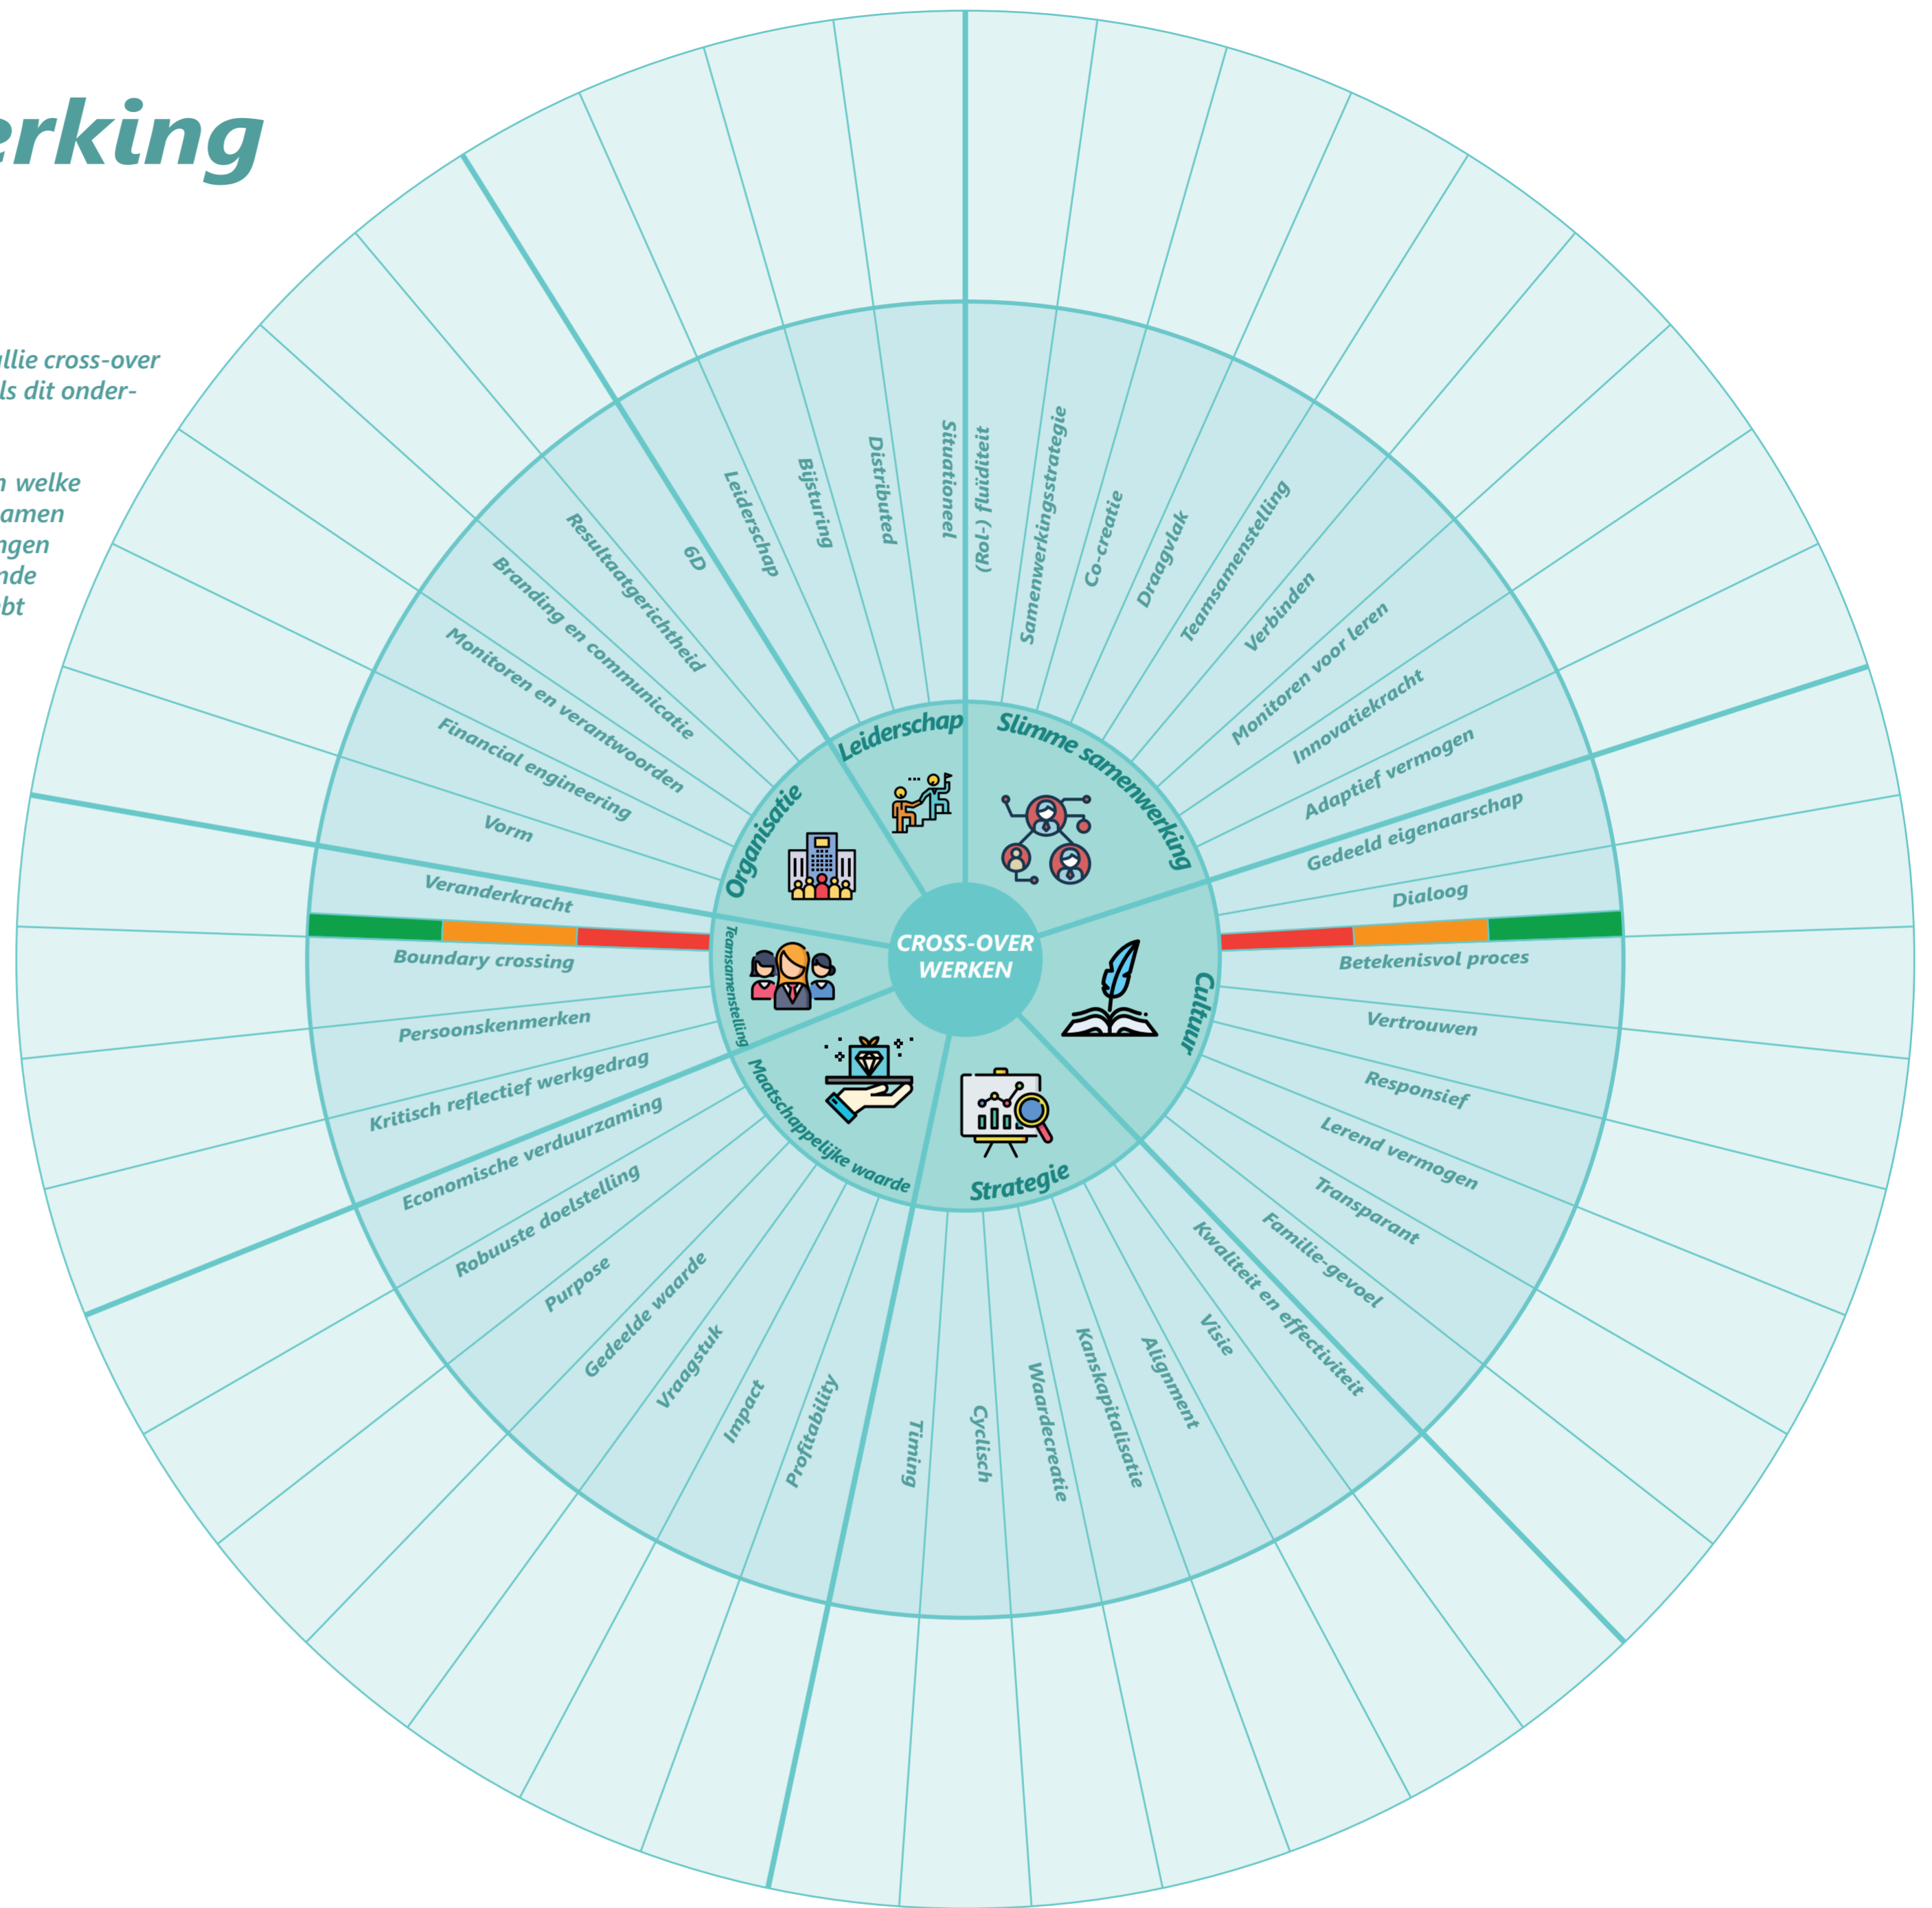 erking
llie cross-over
ls dit onder-
n welke
amen
ngen
nde
bt
CROSS-OVER
WERKEN
Slimme samenwerking
(Rol-) fluïditeit
Samenwerkingsstrategie
Co-creatie
Draagvlak
Teamsamenstelling
Verbinden
Monitoren voor leren
Innovatiekracht
Adaptief vermogen
Cultuur
Gedeeld eigenaarschap
Dialoog
Betekenisvol proces
Vertrouwen
Responsief
Lerend vermogen
Transparant
Familie-gevoel
Kwaliteit en effectiviteit
Strategie
Visie
Alignment
Kanskapitalisatie
Waardecreatie
Cyclisch
Timing
Maatschappelijke waarde
Profitability
Impact
Vraagstuk
Gedeelde waarde
Purpose
Robuuste doelstelling
Economische verduurzaming
Teamsamenstelling
Kritisch reflectief werkgedrag
Persoonskenmerken
Boundary crossing
Veranderkracht
Organisatie
Vorm
Financial engineering
Monitoren en verantwoorden
Branding en communicatie
Resultaatgerichtheid
6D
Leiderschap
Leiderschap
Bijsturing
Distributed
Situationeel